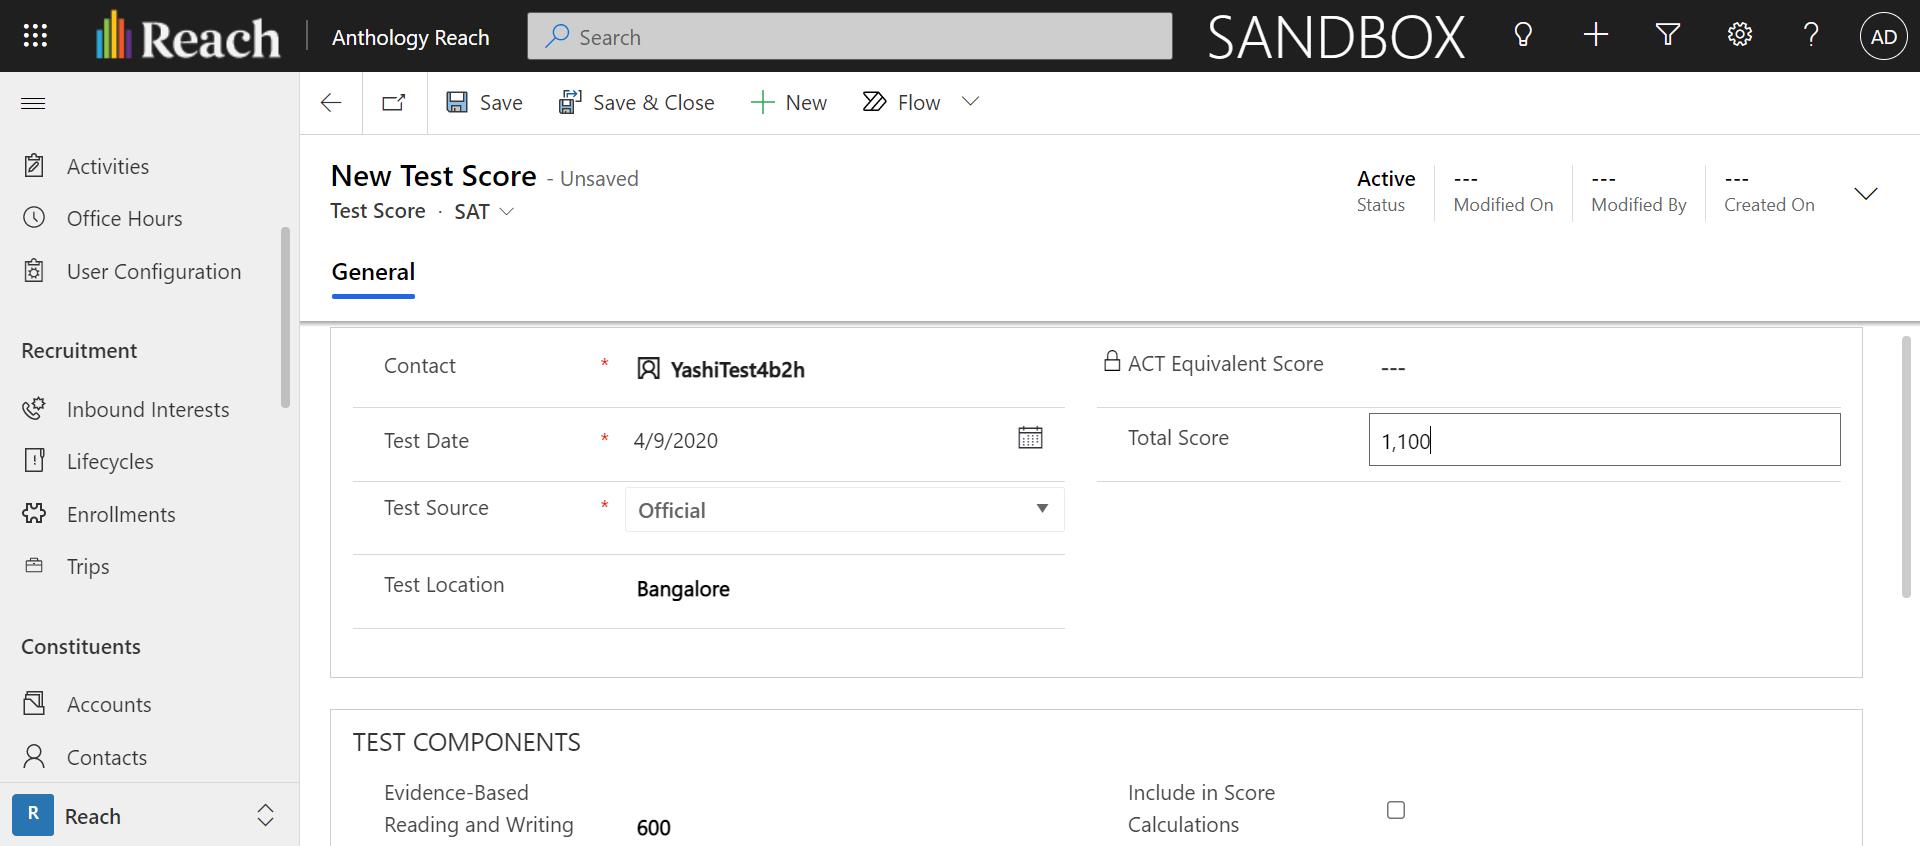 Reach
Anthology Reach
Search
SANDBOX
AD
Save
Save & Close
New
Flow
Activities
Office Hours
User Configuration
Recruitment
Inbound Interests
Lifecycles
Enrollments
Trips
Constituents
Accounts
Contacts
R Reach
New Test Score - Unsaved
Test Score · SAT
Active
Status
---
Modified On
---
Modified By
---
Created On
General
Contact * YashiTest4b2h
Test Date * 4/9/2020
Test Source * Official
Test Location Bangalore
ACT Equivalent Score ---
Total Score 1,100
TEST COMPONENTS
Evidence-Based
Reading and Writing 600
Include in Score
Calculations